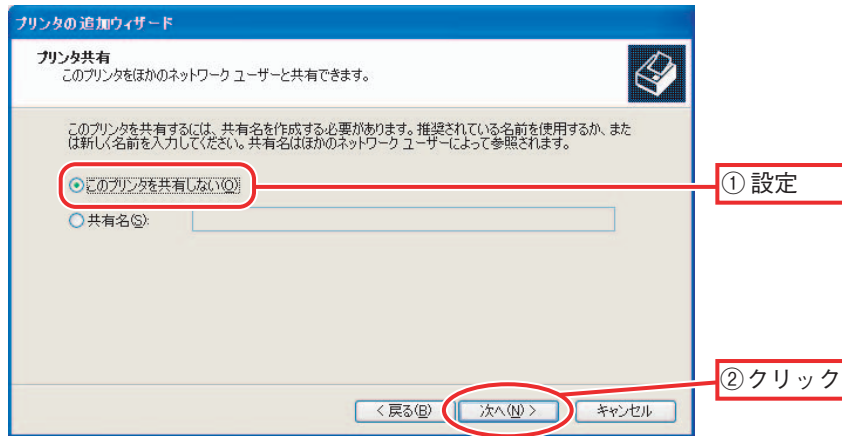 プリンタの追加ウィザード
プリンタ共有
このプリンタをほかのネットワーク ユーザーと共有できます。
このプリンタを共有するには、共有名を作成する必要があります。推奨されている名前を使用するか、また
は新しく名前を入力してください。共有名はほかのネットワーク ユーザーによって参照されます。
このプリンタを共有しない(O)
① 設定
共有名(S):
② クリック
< 戻る(B)
次へ(N) >
キャンセル